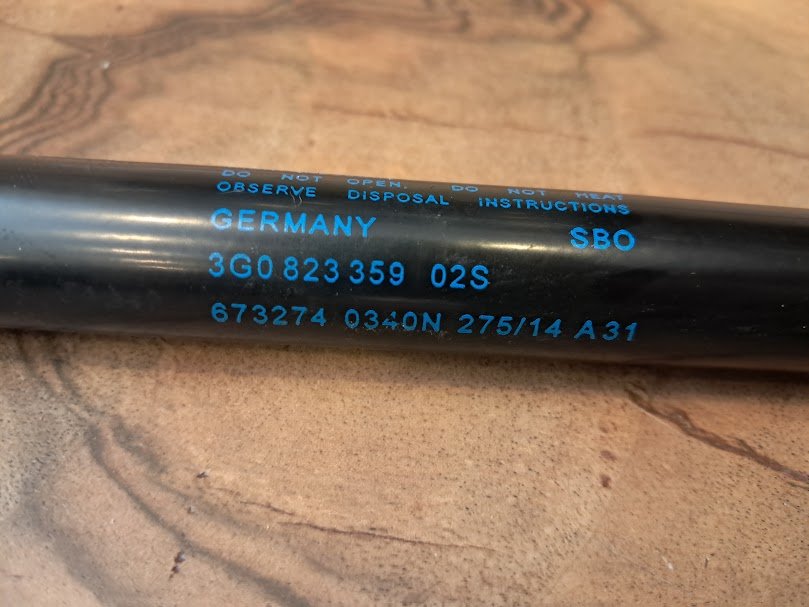 DO NOT OPEN. DO NOT HEAT
OBSERVE DISPOSAL INSTRUCTIONS
GERMANY SBO
3G0 823 359 02S
673274 0340N 275/14 A31